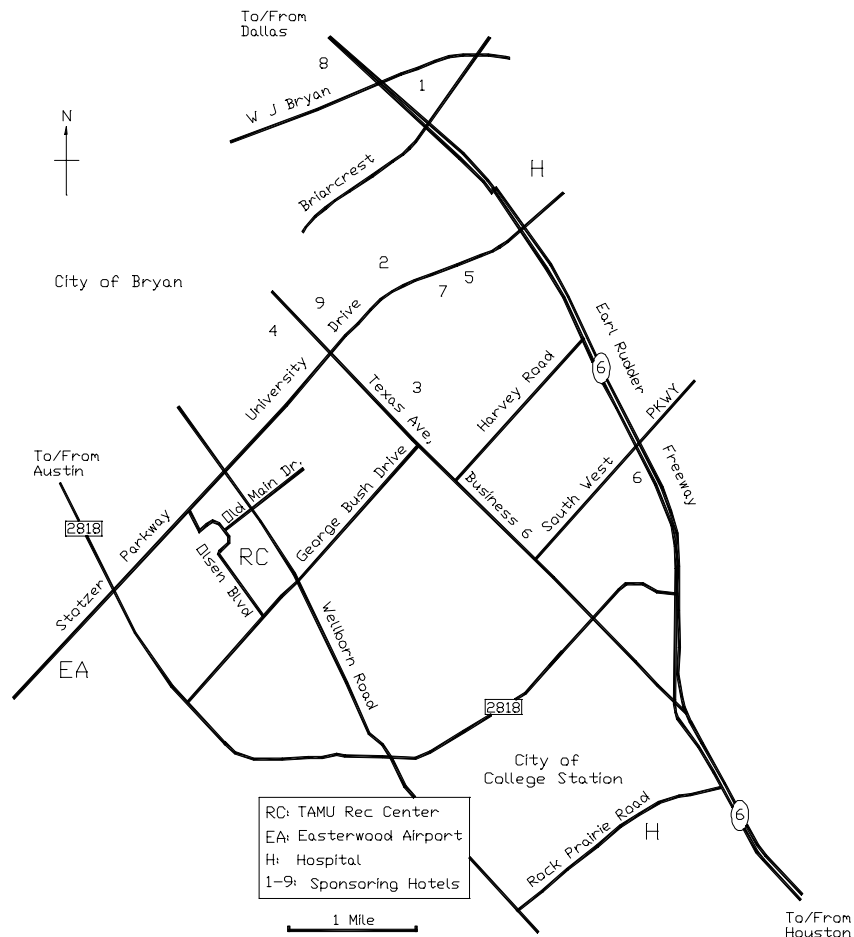 To/From
Dallas
8
1
W J Bryan
N
Briarcrest
H
City of Bryan
2
5
7
9
Drive
4
University
3
Texas Ave,
Harvey Road
Earl Rudder
6
PKWY
To/From
Austin
2818
Parkway
Old Main Dr.
George Bush Drive
Business 6
South West
6
Freeway
RC
Olsen Blvd
Stotzer
EA
Wellborn Road
2818
City of
College Station
Rock Prairie Road
H
6
RC: TAMU Rec Center
EA: Easterwood Airport
H: Hospital
1-9: Sponsoring Hotels
1 Mile
To/From
Houston